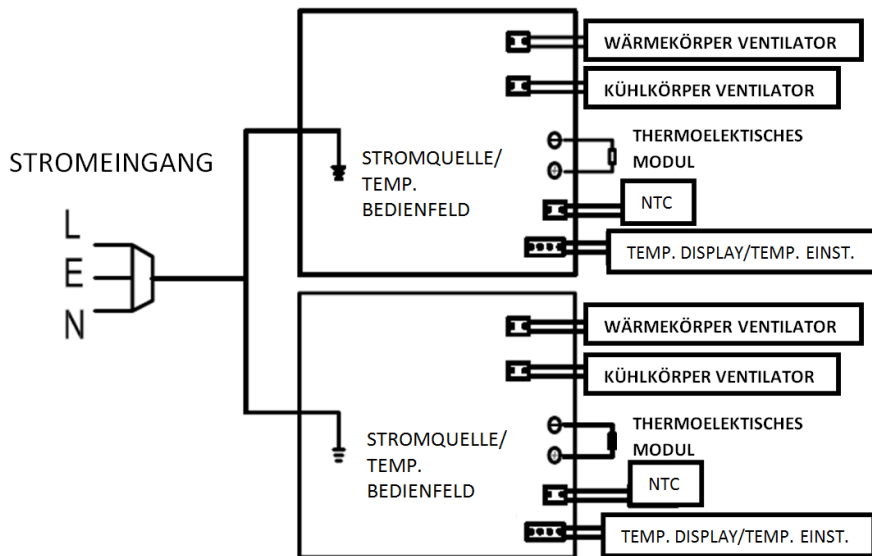 STROMEINGANG
L
E
N
STROMQUELLE/
TEMP.
BEDIENFELD
WÄRMEKÖRPER VENTILATOR
KÜHLKÖRPER VENTILATOR
THERMOELEKTISCHES
MODUL
NTC
TEMP. DISPLAY/TEMP. EINST.
STROMQUELLE/
TEMP.
BEDIENFELD
WÄRMEKÖRPER VENTILATOR
KÜHLKÖRPER VENTILATOR
THERMOELEKTISCHES
MODUL
NTC
TEMP. DISPLAY/TEMP. EINST.